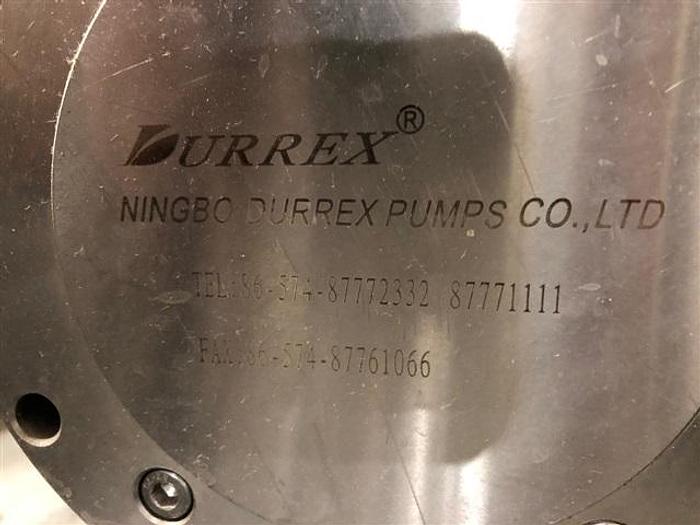 DURREX®
NINGBO DURREX PUMPS CO.,LTD
TEL:86-574-87772332 87771111
FAX:86-574-87761066